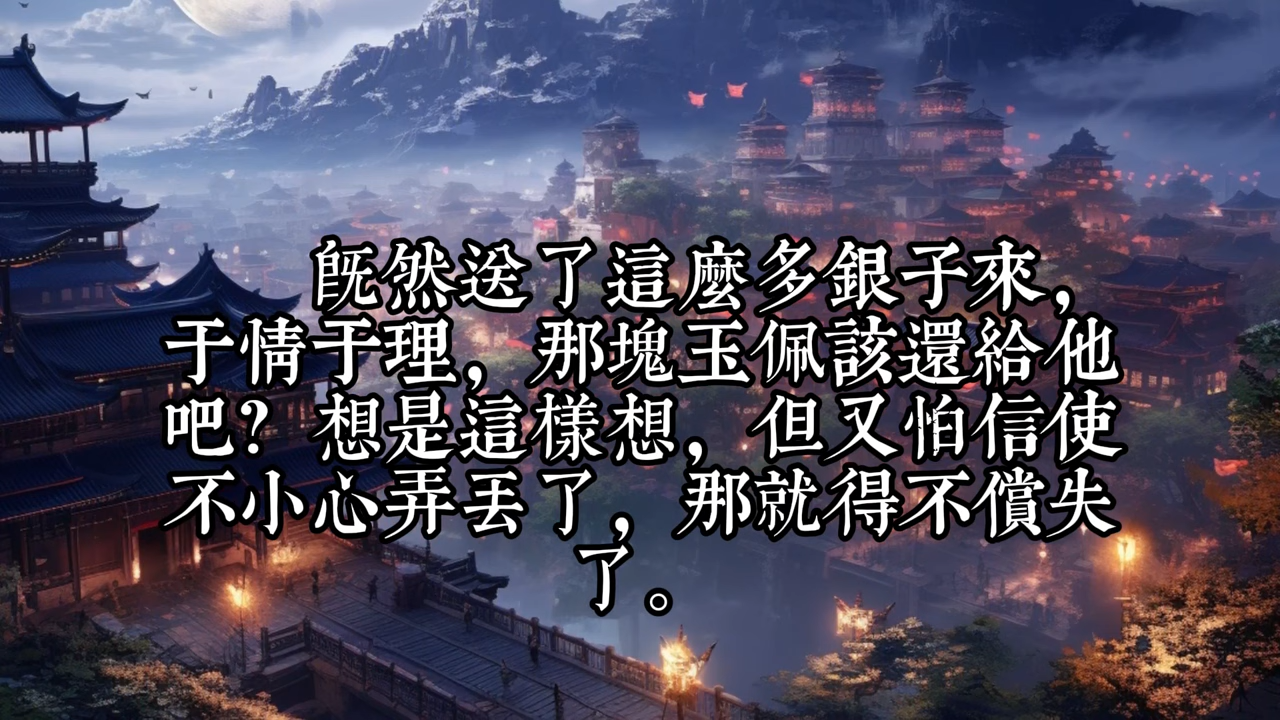 既然送了這麼多銀子來，
于情于理，那塊玉佩該還給他
吧？想是這樣想，但又怕信使
不小心弄丟了，那就得不償失
了。